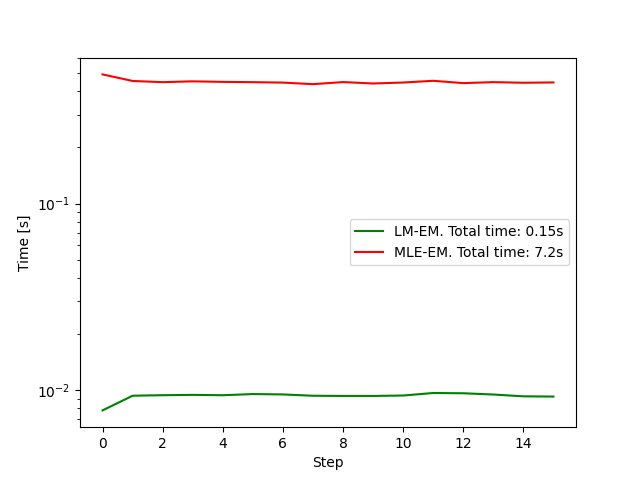 Time [s]
10⁻¹
10⁻²
LM-EM. Total time: 0.15s
MLE-EM. Total time: 7.2s
0 2 4 6 8 10 12 14
Step